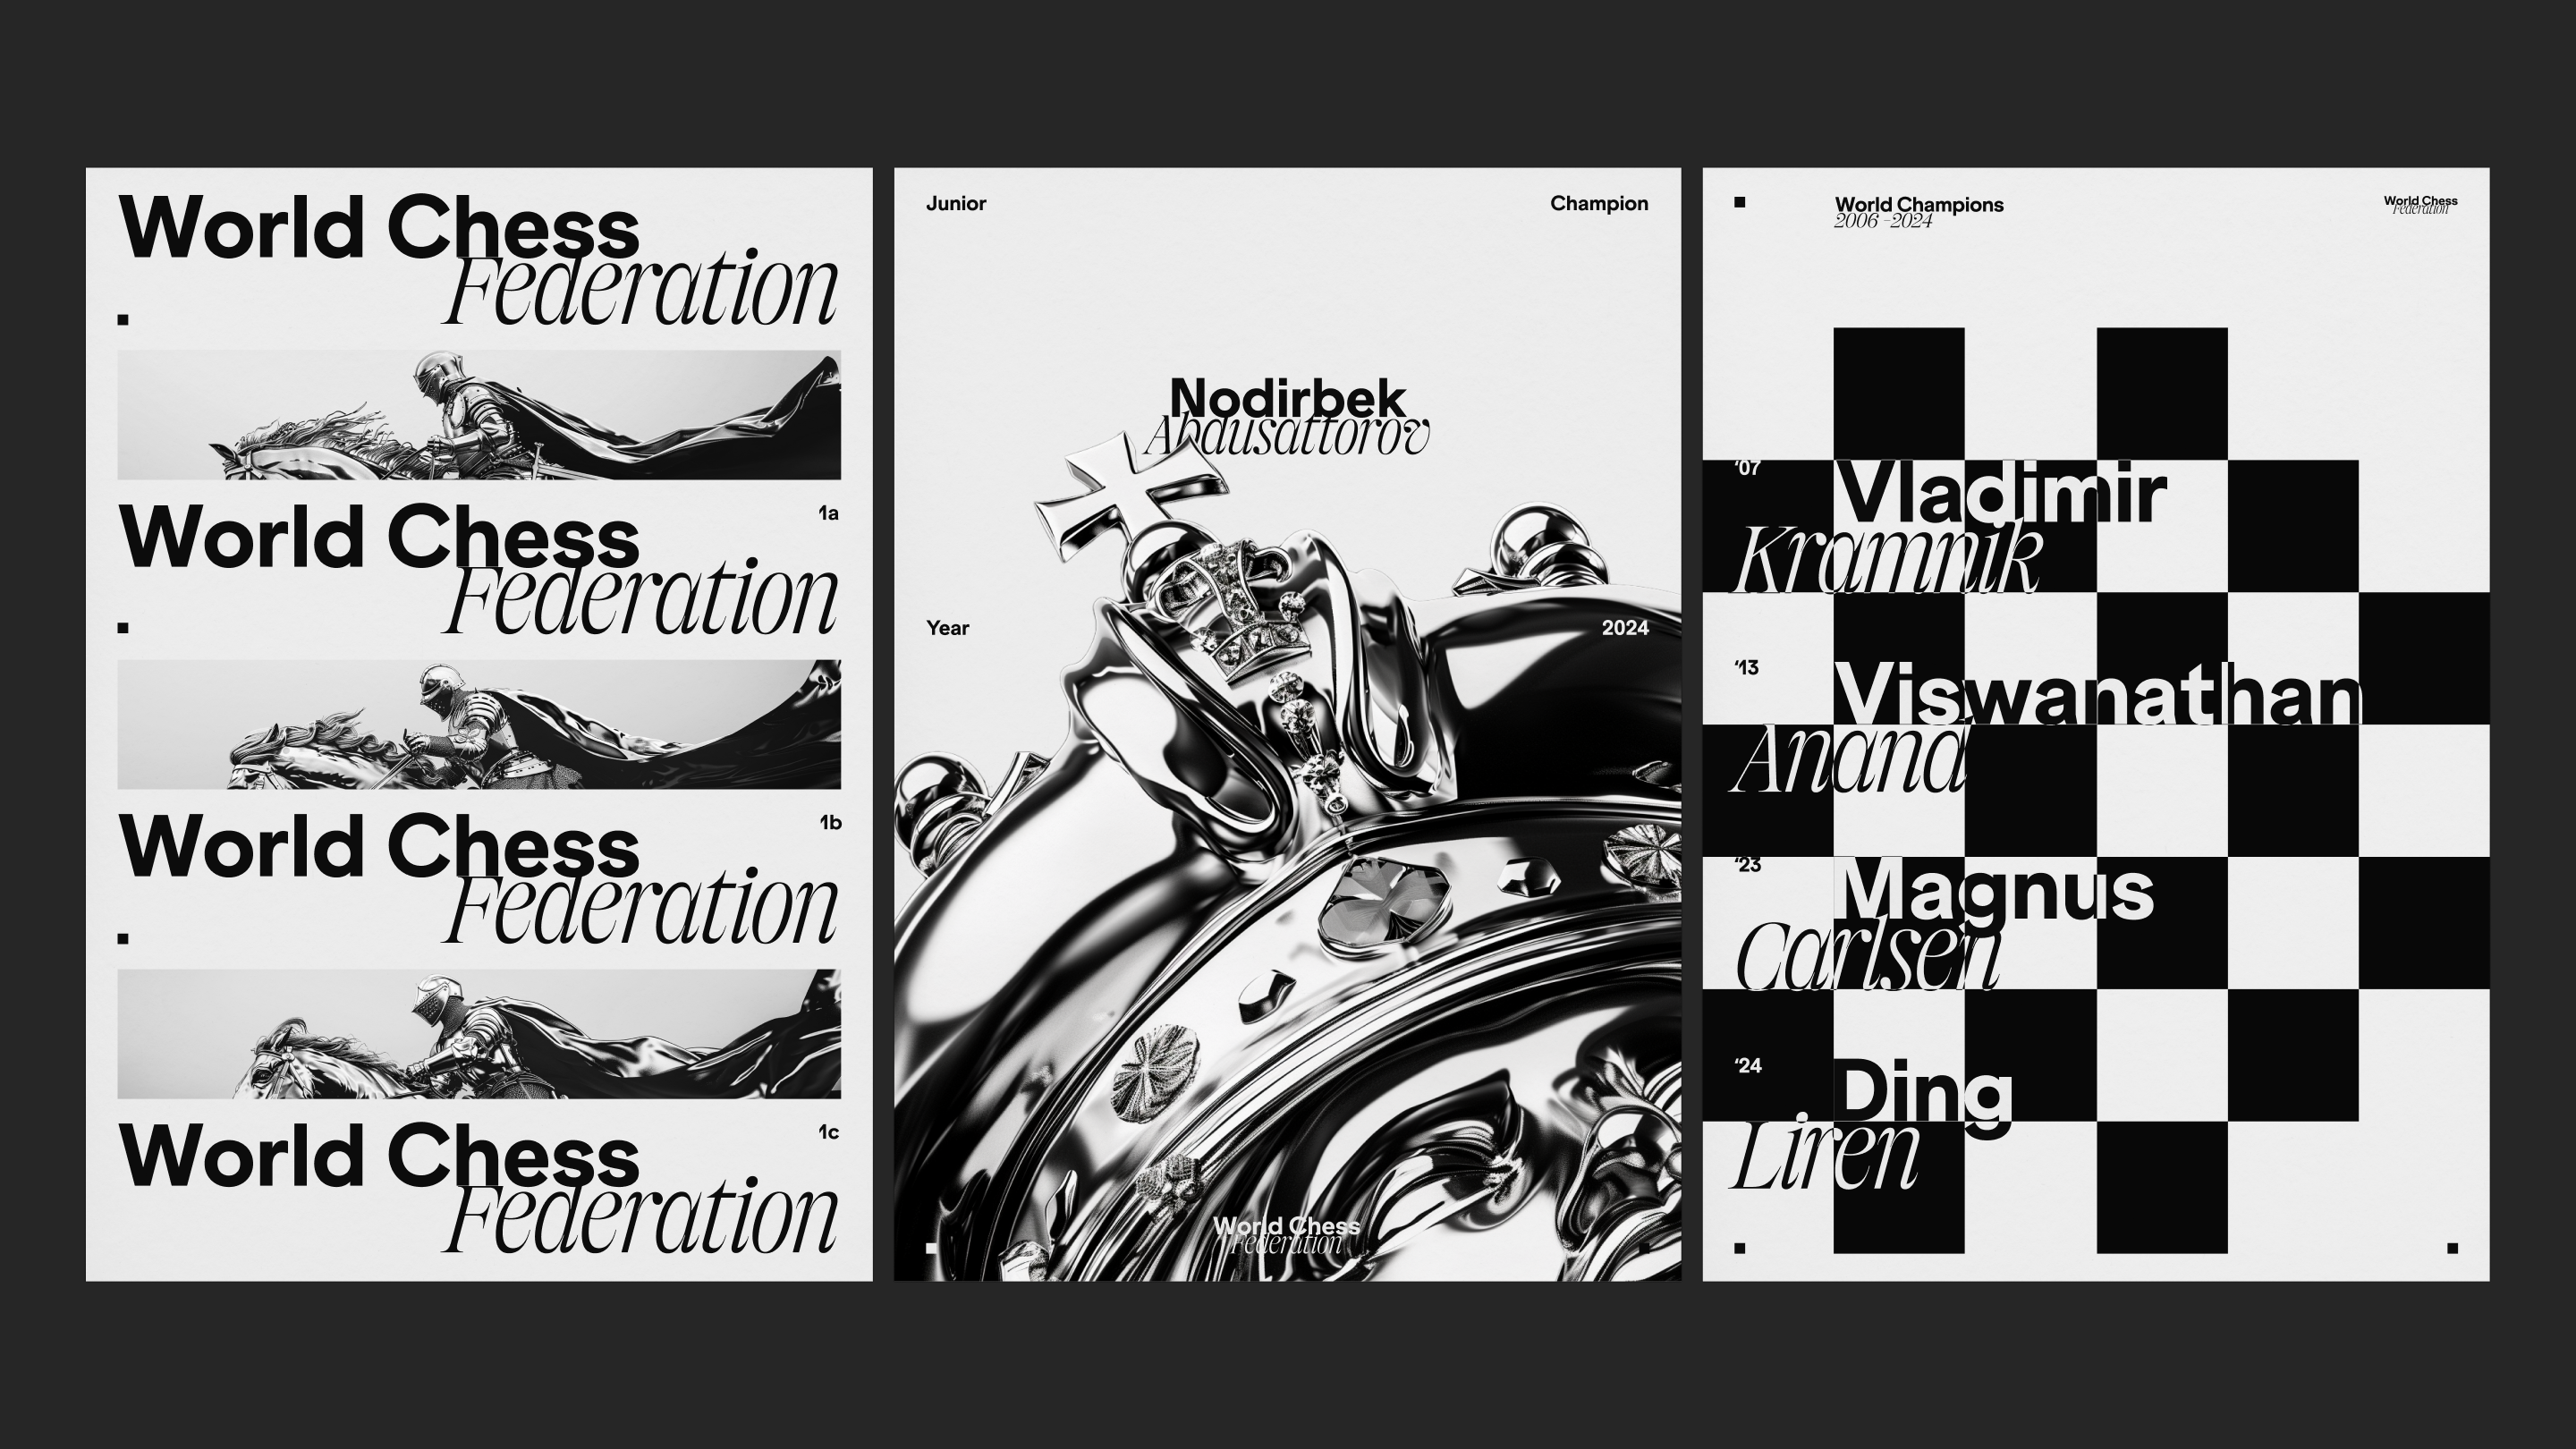 World Chess
Federation
World Chess
1a
Federation
World Chess
1b
Federation
World Chess
1c
Federation
Junior
Champion
Nodirbek
Abdusattorov
Year
2024
World Chess
Federation
World Champions
2006 -2024
World Chess
Federation
‘07
Vladimir
Kramnik
‘13
Viswanathan
Anand
‘23
Magnus
Carlsen
‘24
Ding
Liren